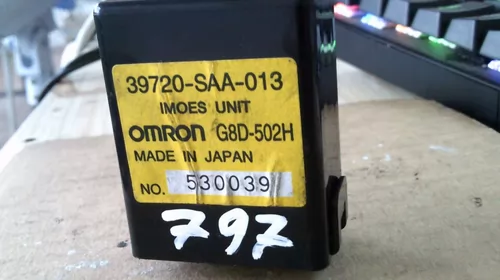 39720-SAA-013
IMOES UNIT
OMRON G8D-502H
MADE IN JAPAN
NO. 530039
797